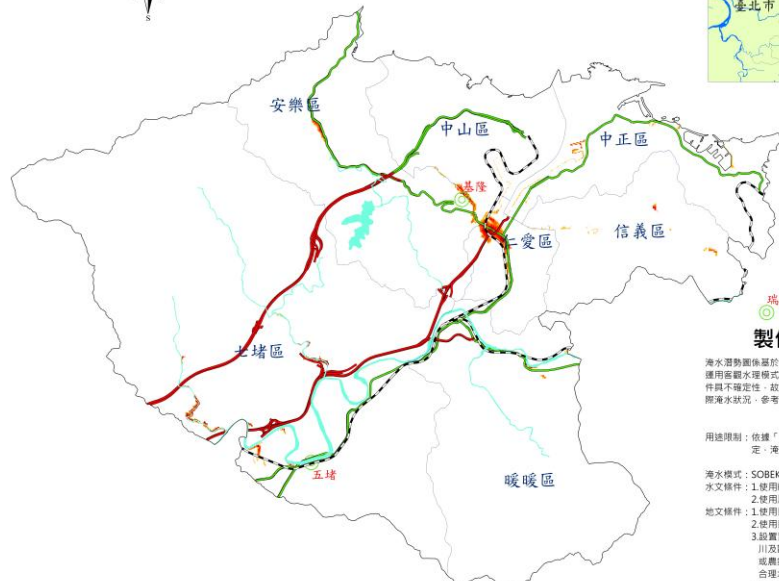 S
臺北市
安樂區
中山區
中正區
基隆
仁愛區
信義區
七堵區
五堵
暖暖區
瑞
製
淹水潛勢圖係基於
運用客觀水理模式
件具不確定性，故
際淹水狀況，參考
用途限制：依據「
定，淹
淹水模式：SOBEK
水文條件：1.使用
2.使用
地文條件：1.使用
2.使用
3.設置
川及
或農
合理